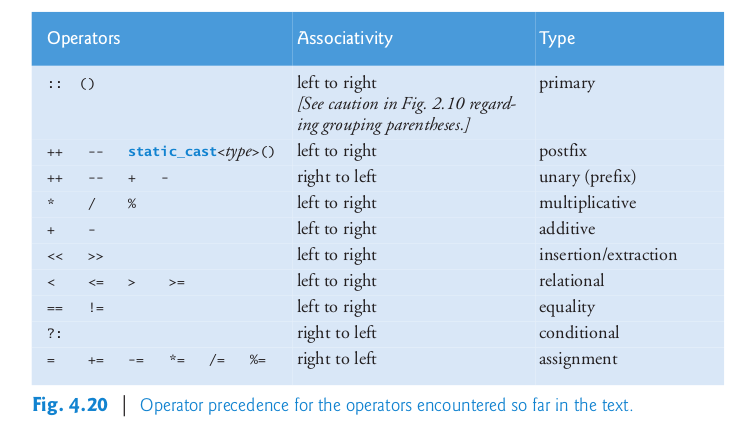 Operators Associativity Type
:: () left to right primary
[See caution in Fig. 2.10 regard-
ing grouping parentheses.]
++ -- static_cast<type>() left to right postfix
++ -- + - right to left unary (prefix)
* / % left to right multiplicative
+ - left to right additive
<< >> left to right insertion/extraction
< <= > >= left to right relational
== != left to right equality
?: right to left conditional
= += -= *= /= %= right to left assignment
Fig. 4.20 | Operator precedence for the operators encountered so far in the text.